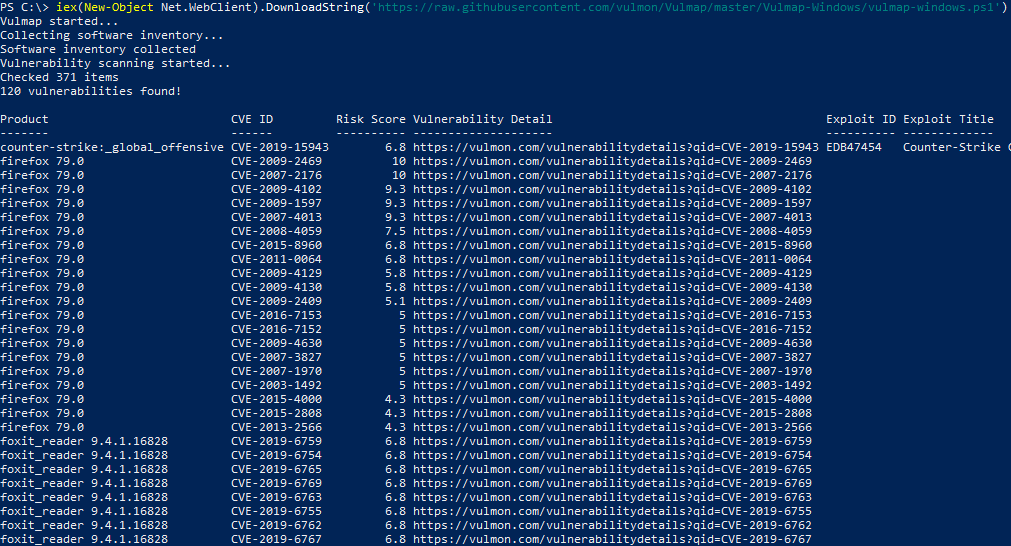 PS C:\> iex(New-Object Net.WebClient).DownloadString('https://raw.githubusercontent.com/vulmon/Vulmap/master/Vulmap-Windows/vulmap-windows.ps1')
Vulmap started...
Collecting software inventory...
Software inventory collected
Vulnerability scanning started...
Checked 371 items
120 vulnerabilities found!
Product CVE ID Risk Score Vulnerability Detail Exploit ID Exploit Title
------- ------ ---------- -------------------- ---------- -------------
counter-strike:_global_offensive CVE-2019-15943 6.8 https://vulmon.com/vulnerabilitydetails?qid=CVE-2019-15943 EDB47454 Counter-Strike
firefox 79.0 CVE-2009-2469 10 https://vulmon.com/vulnerabilitydetails?qid=CVE-2009-2469
firefox 79.0 CVE-2007-2176 10 https://vulmon.com/vulnerabilitydetails?qid=CVE-2007-2176
firefox 79.0 CVE-2009-4102 9.3 https://vulmon.com/vulnerabilitydetails?qid=CVE-2009-4102
firefox 79.0 CVE-2009-1597 9.3 https://vulmon.com/vulnerabilitydetails?qid=CVE-2009-1597
firefox 79.0 CVE-2007-4013 9.3 https://vulmon.com/vulnerabilitydetails?qid=CVE-2007-4013
firefox 79.0 CVE-2008-4059 7.5 https://vulmon.com/vulnerabilitydetails?qid=CVE-2008-4059
firefox 79.0 CVE-2015-8960 6.8 https://vulmon.com/vulnerabilitydetails?qid=CVE-2015-8960
firefox 79.0 CVE-2011-0064 6.8 https://vulmon.com/vulnerabilitydetails?qid=CVE-2011-0064
firefox 79.0 CVE-2009-4129 5.8 https://vulmon.com/vulnerabilitydetails?qid=CVE-2009-4129
firefox 79.0 CVE-2009-4130 5.8 https://vulmon.com/vulnerabilitydetails?qid=CVE-2009-4130
firefox 79.0 CVE-2009-2409 5.1 https://vulmon.com/vulnerabilitydetails?qid=CVE-2009-2409
firefox 79.0 CVE-2016-7153 5 https://vulmon.com/vulnerabilitydetails?qid=CVE-2016-7153
firefox 79.0 CVE-2016-7152 5 https://vulmon.com/vulnerabilitydetails?qid=CVE-2016-7152
firefox 79.0 CVE-2009-4630 5 https://vulmon.com/vulnerabilitydetails?qid=CVE-2009-4630
firefox 79.0 CVE-2007-3827 5 https://vulmon.com/vulnerabilitydetails?qid=CVE-2007-3827
firefox 79.0 CVE-2007-1970 5 https://vulmon.com/vulnerabilitydetails?qid=CVE-2007-1970
firefox 79.0 CVE-2003-1492 5 https://vulmon.com/vulnerabilitydetails?qid=CVE-2003-1492
firefox 79.0 CVE-2015-4000 4.3 https://vulmon.com/vulnerabilitydetails?qid=CVE-2015-4000
firefox 79.0 CVE-2015-2808 4.3 https://vulmon.com/vulnerabilitydetails?qid=CVE-2015-2808
firefox 79.0 CVE-2013-2566 4.3 https://vulmon.com/vulnerabilitydetails?qid=CVE-2013-2566
foxit_reader 9.4.1.16828 CVE-2019-6759 6.8 https://vulmon.com/vulnerabilitydetails?qid=CVE-2019-6759
foxit_reader 9.4.1.16828 CVE-2019-6754 6.8 https://vulmon.com/vulnerabilitydetails?qid=CVE-2019-6754
foxit_reader 9.4.1.16828 CVE-2019-6765 6.8 https://vulmon.com/vulnerabilitydetails?qid=CVE-2019-6765
foxit_reader 9.4.1.16828 CVE-2019-6769 6.8 https://vulmon.com/vulnerabilitydetails?qid=CVE-2019-6769
foxit_reader 9.4.1.16828 CVE-2019-6763 6.8 https://vulmon.com/vulnerabilitydetails?qid=CVE-2019-6763
foxit_reader 9.4.1.16828 CVE-2019-6755 6.8 https://vulmon.com/vulnerabilitydetails?qid=CVE-2019-6755
foxit_reader 9.4.1.16828 CVE-2019-6762 6.8 https://vulmon.com/vulnerabilitydetails?qid=CVE-2019-6762
foxit_reader 9.4.1.16828 CVE-2019-6767 6.8 https://vulmon.com/vulnerabilitydetails?qid=CVE-2019-6767